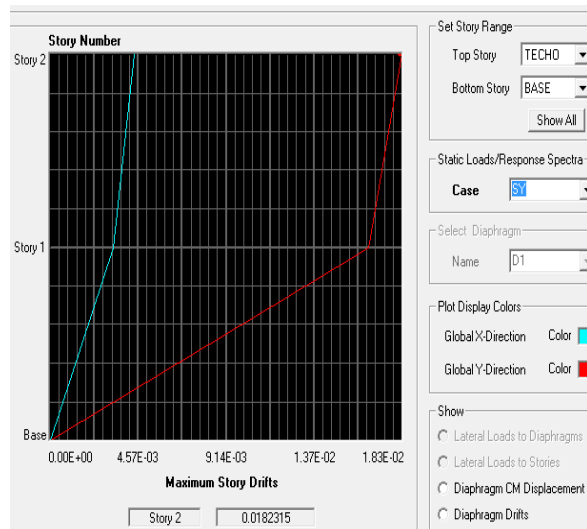 Story Number
Story 2
Story 1
Base
0.00E+00 4.57E-03 9.14E-03 1.37E-02 1.83E-02
Maximum Story Drifts
Story 2 0.0182315
Set Story Range
Top Story TECHO
Bottom Story BASE
Show All
Static Loads/Response Spectra
Case SY
Select Diaphragm
Name D1
Plot Display Colors
Global X-Direction Color
Global Y-Direction Color
Show
Lateral Loads to Diaphragms
Lateral Loads to Stories
Diaphragm CM Displacement
Diaphragm Drifts